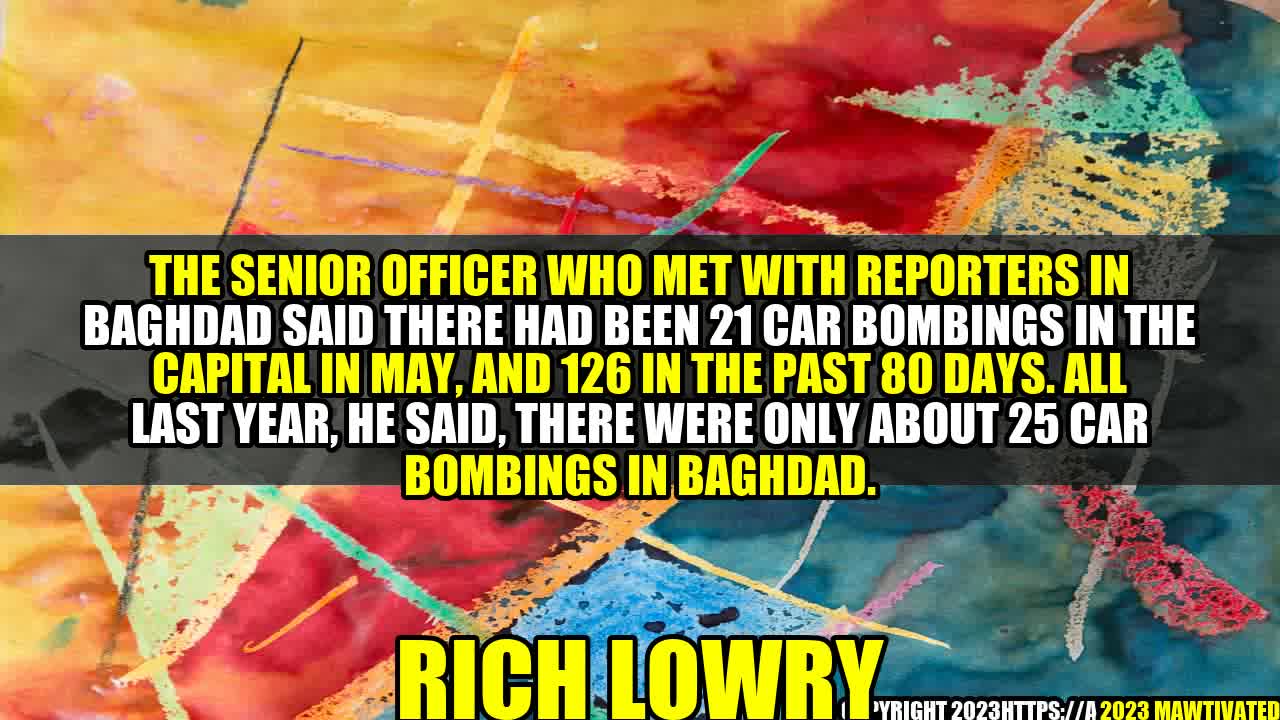 THE SENIOR OFFICER WHO MET WITH REPORTERS IN
BAGHDAD SAID THERE HAD BEEN 21 CAR BOMBINGS IN THE
CAPITAL IN MAY, AND 126 IN THE PAST 80 DAYS. ALL
LAST YEAR, HE SAID, THERE WERE ONLY ABOUT 25 CAR
BOMBINGS IN BAGHDAD.
RICH LOWRY
PYRIGHT 2023HTTPS://A 2023 MAWTIVATED